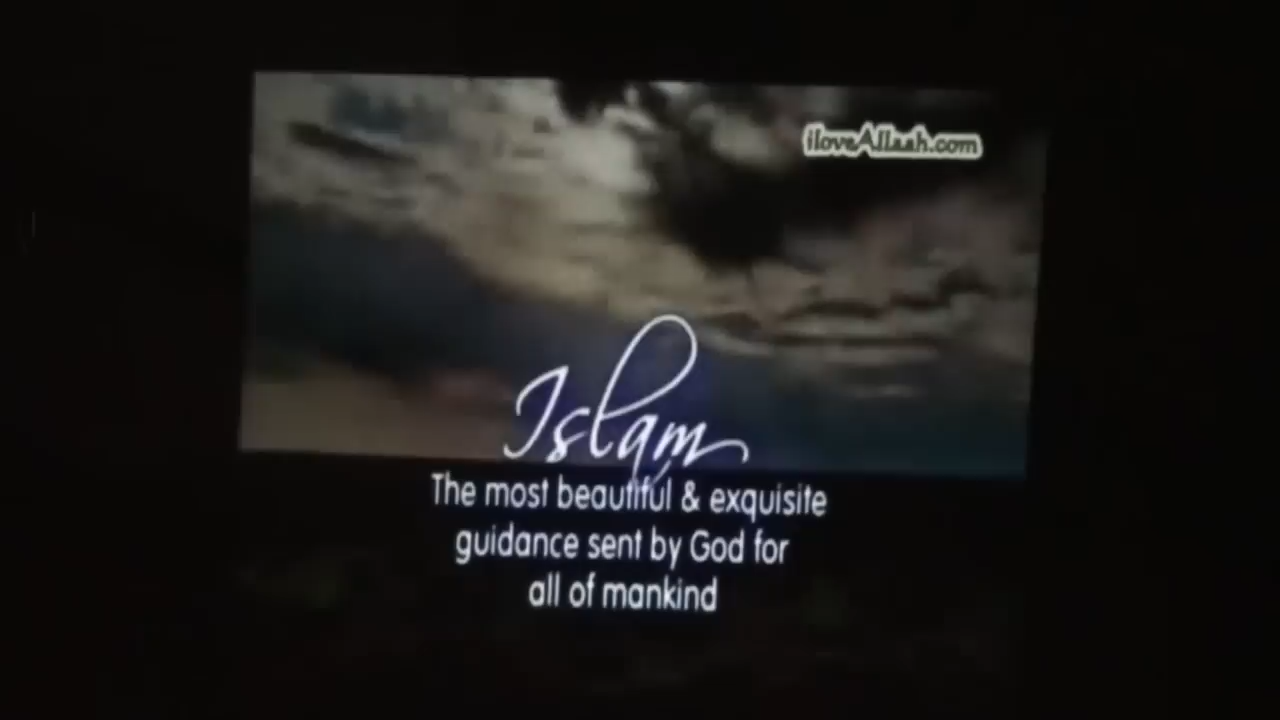 iloveAllaah.com
Islam
The most beautiful & exquisite
guidance sent by God for
all of mankind